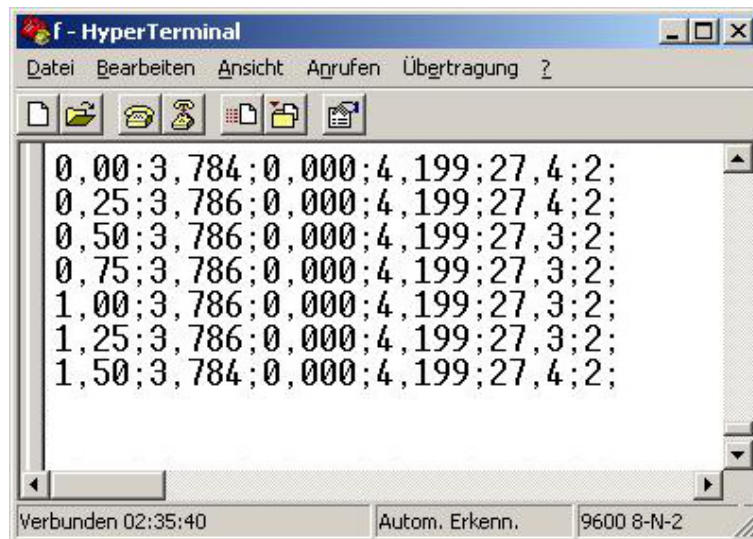 f - HyperTerminal
Datei Bearbeiten Ansicht Anrufen Übertragung ?
0,00;3,784;0,000;4,199;27,4;2;
0,25;3,786;0,000;4,199;27,4;2;
0,50;3,786;0,000;4,199;27,3;2;
0,75;3,786;0,000;4,199;27,3;2;
1,00;3,786;0,000;4,199;27,3;2;
1,25;3,786;0,000;4,199;27,3;2;
1,50;3,784;0,000;4,199;27,4;2;
Verbunden 02:35:40 Autom. Erkenn. 9600 8-N-2